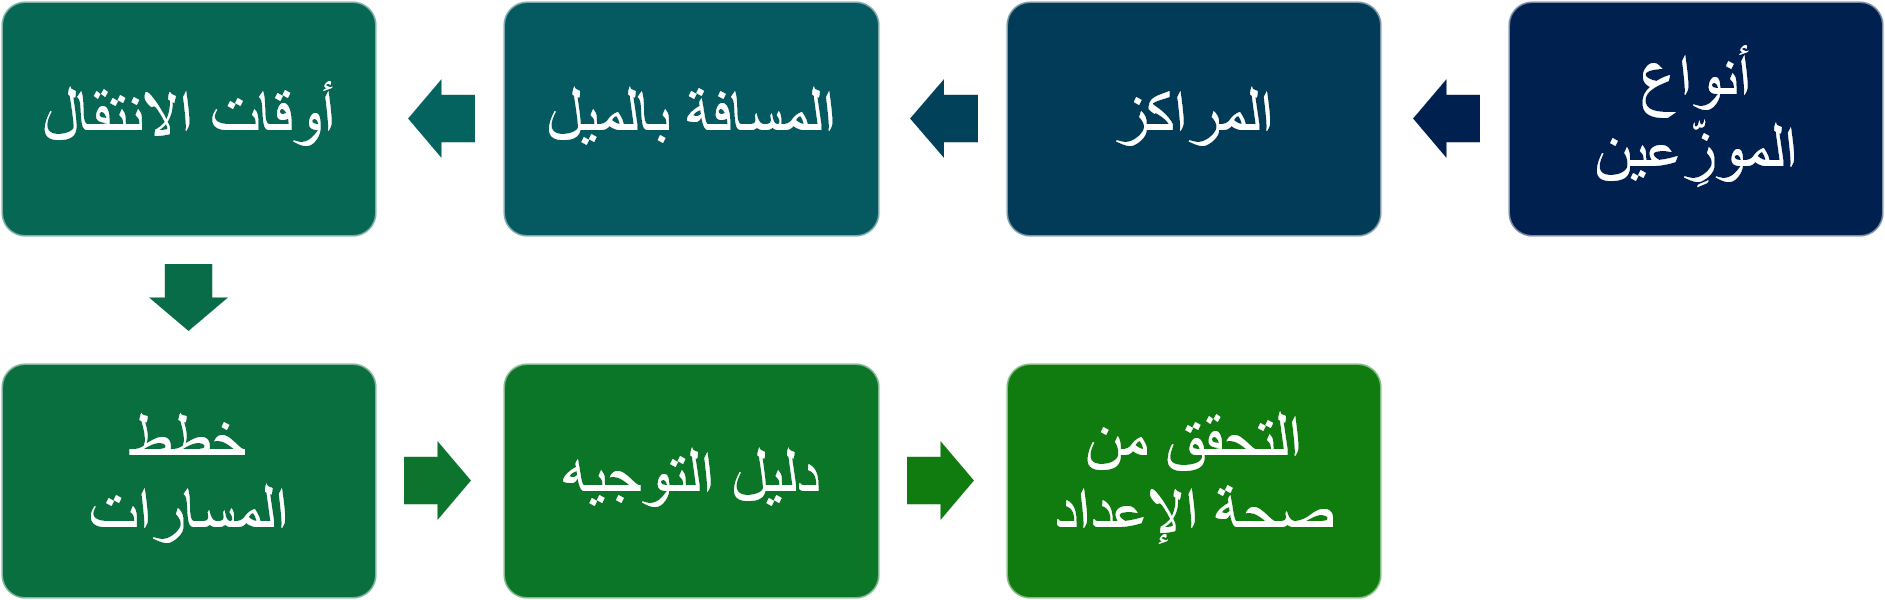 أنواع
الموزِّعين
المراكز
المسافة بالميل
أوقات الانتقال
خطط
المسارات
دليل التوجيه
التحقق من
صحة الإعداد